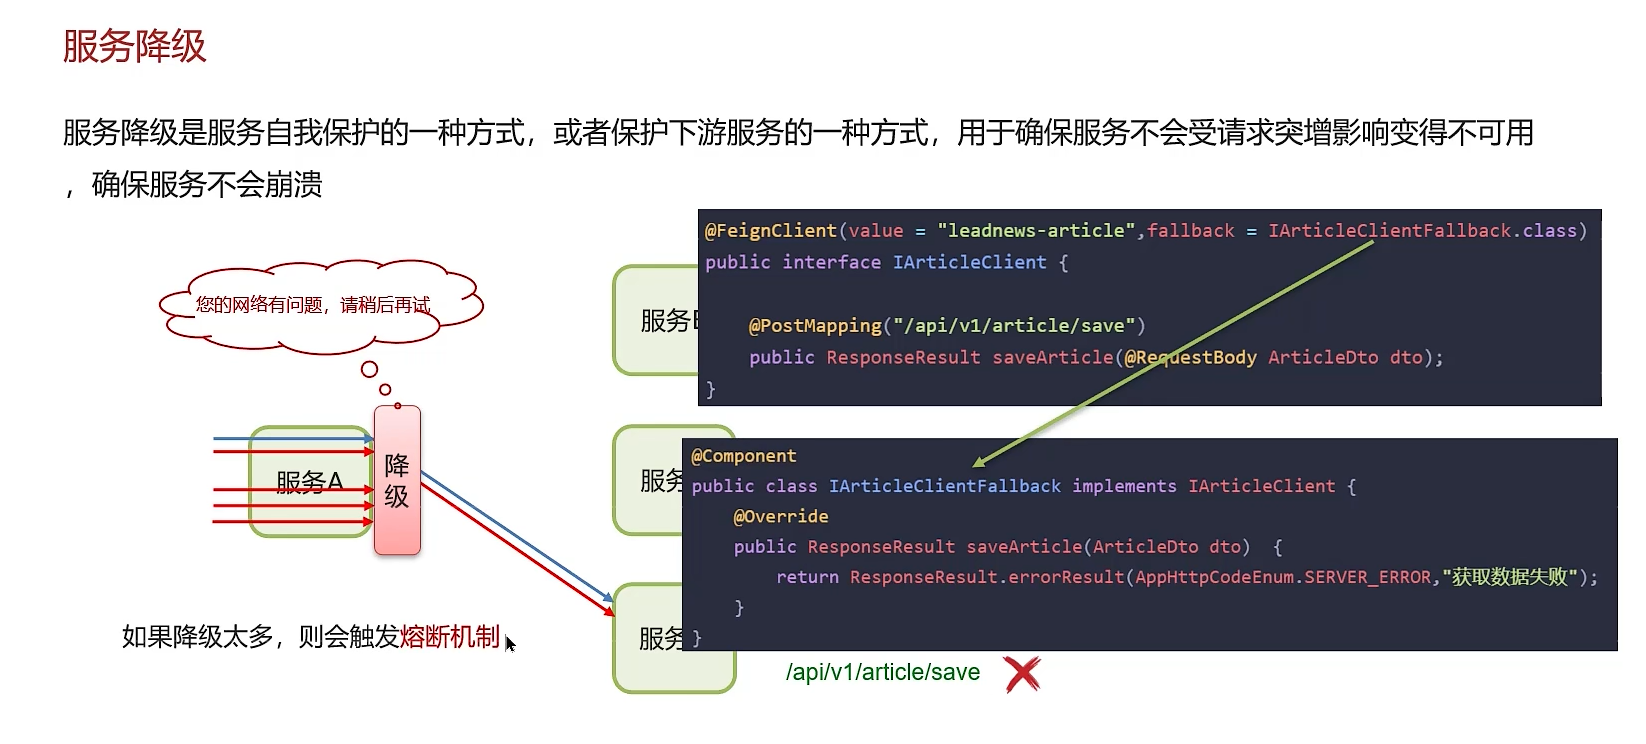 服务降级
服务降级是服务自我保护的一种方式，或者保护下游服务的一种方式，用于确保服务不会受请求突增影响变得不可用
，确保服务不会崩溃
您的网络有问题，请稍后再试
服务A
降
级
服务
服务
服务
@FeignClient(value = "leadnews-article",fallback = IArticleClientFallback.class)
public interface IArticleClient {
@PostMapping("/api/v1/article/save")
public ResponseResult saveArticle(@RequestBody ArticleDto dto);
}
@Component
public class IArticleClientFallback implements IArticleClient {
@Override
public ResponseResult saveArticle(ArticleDto dto)  {
return ResponseResult.errorResult(AppHttpCodeEnum.SERVER_ERROR,"获取数据失败");
}
}
如果降级太多，则会触发熔断机制
/api/v1/article/save